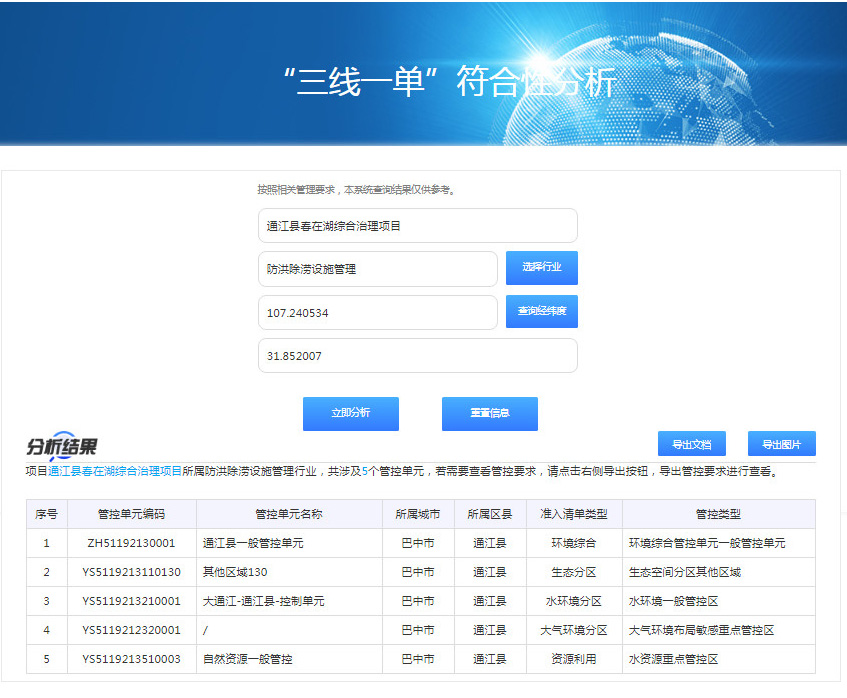 “三线一单”符合性分析
按照相关管理要求，本系统查询结果仅供参考。
通江县春在湖综合治理项目
防洪除涝设施管理 选择行业
107.240534 查询经纬度
31.852007
立即分析 重置信息
分析结果 导出文档 导出图片
项目通江县春在湖综合治理项目所属防洪除涝设施管理行业，共涉及5个管控单元，若需要查看管控要求，请点击右侧导出按钮，导出管控要求进行查看。
序号 管控单元编码 管控单元名称 所属城市 所属区县 准入清单类型 管控类型
1 ZH51192130001 通江县一般管控单元 巴中市 通江县 环境综合 环境综合管控单元一般管控单元
2 YS5119213110130 其他区域130 巴中市 通江县 生态分区 生态空间分区其他区域
3 YS5119213210001 大通江-通江县-控制单元 巴中市 通江县 水环境分区 水环境一般管控区
4 YS5119212320001 / 巴中市 通江县 大气环境分区 大气环境布局敏感重点管控区
5 YS5119213510003 自然资源一般管控 巴中市 通江县 资源利用 水资源重点管控区